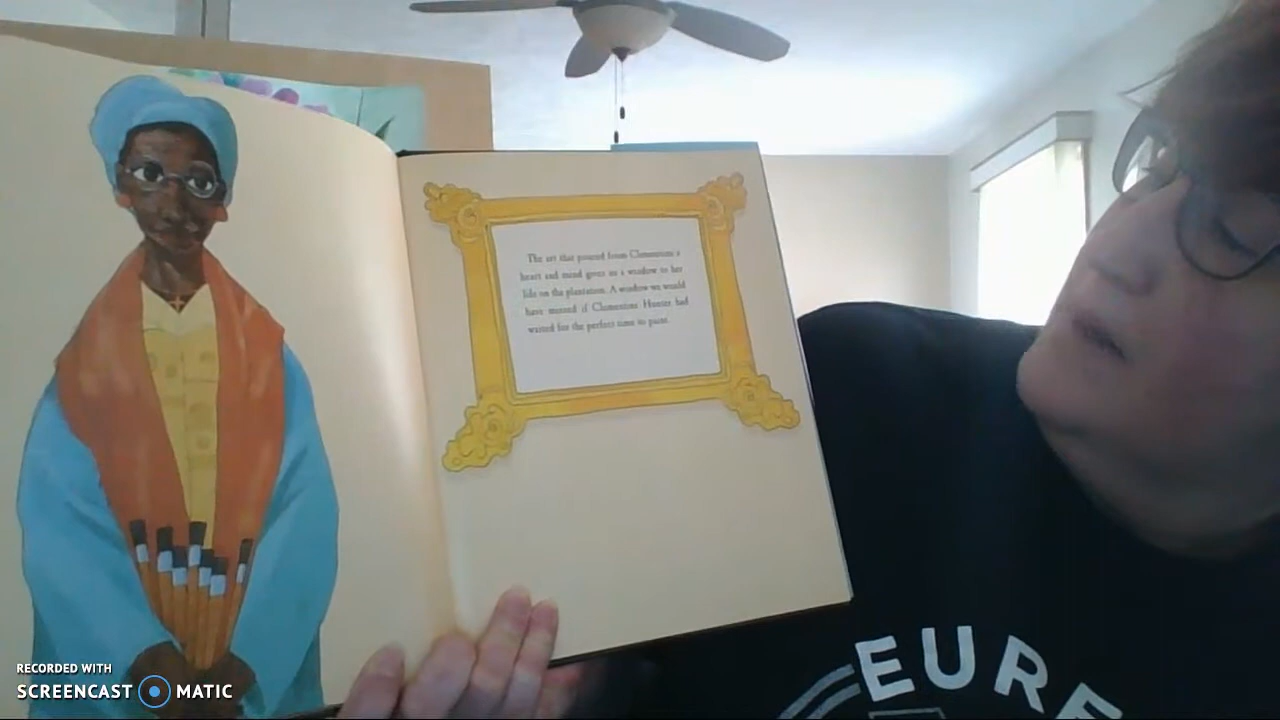 The art that poured from Clementine's
heart and mind gives us a window to her
life on the plantation. A window we would
have missed if Clementine Hunter had
waited for the perfect time to paint.
EURE
RECORDED WITH
SCREENCAST MATIC